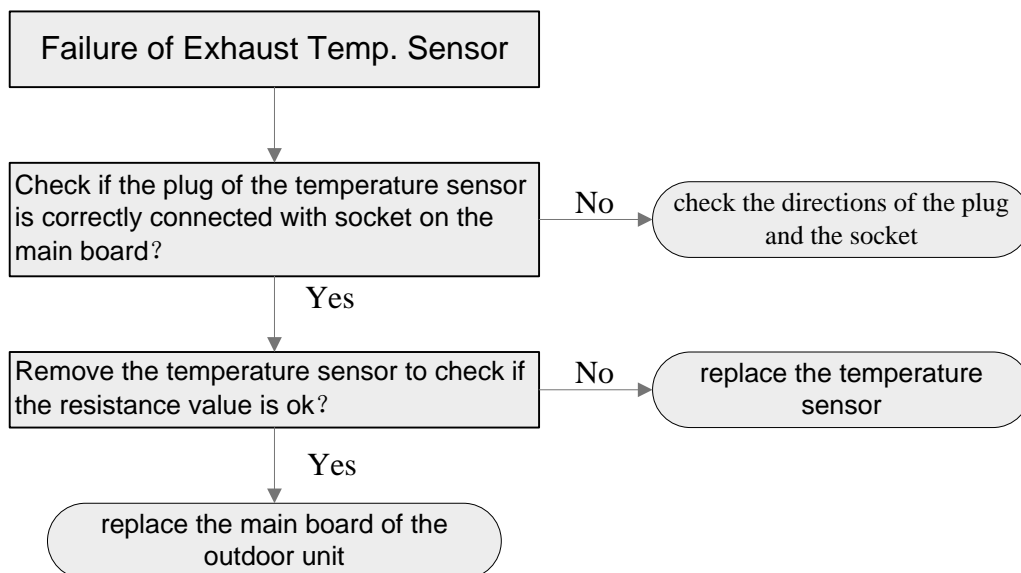 Failure of Exhaust Temp. Sensor
Check if the plug of the temperature sensor
is correctly connected with socket on the
main board？
No
check the directions of the plug
and the socket
Yes
Remove the temperature sensor to check if
the resistance value is ok？
No
replace the temperature
sensor
Yes
replace the main board of the
outdoor unit